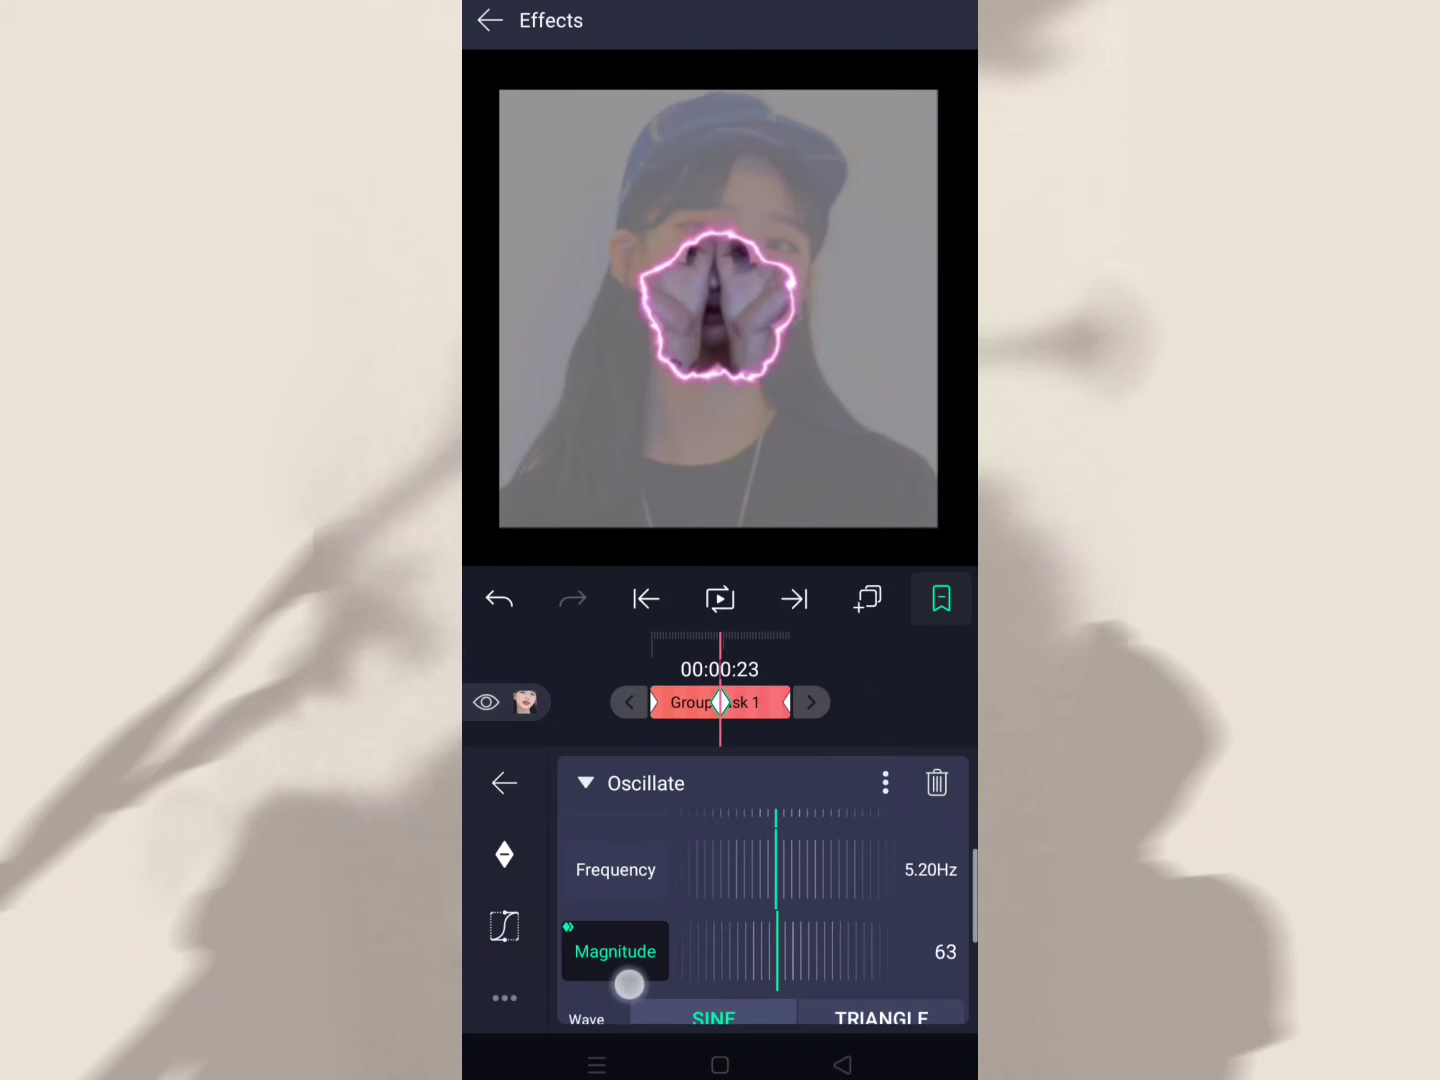 Effects
00:00:23
Group
sk 1
Oscillate
Frequency
5.20Hz
Magnitude
63
Wave
SINE
TRIANGLE